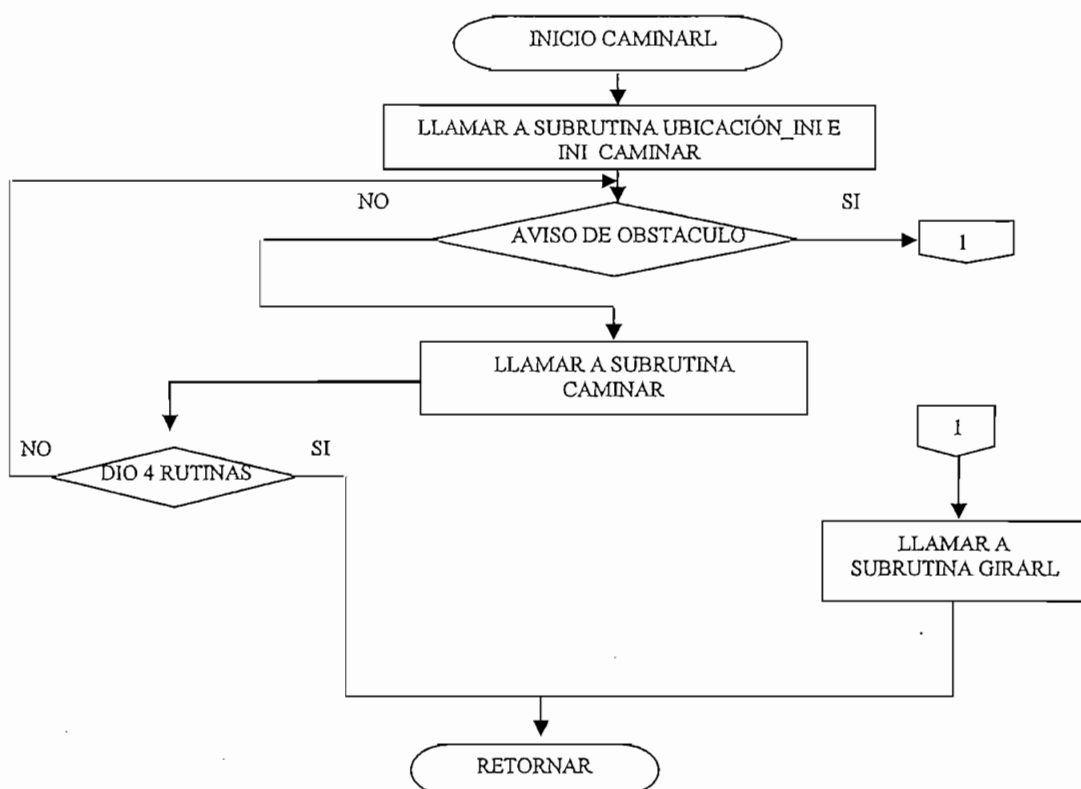 INICIO CAMINARL
LLAMAR A SUBRUTINA UBICACIÓN_INI E
INI CAMINAR
NO
SI
AVISO DE OBSTACULO
1
LLAMAR A SUBRUTINA
CAMINAR
1
NO
SI
DIO 4 RUTINAS
LLAMAR A
SUBRUTINA GIRARL
RETORNAR